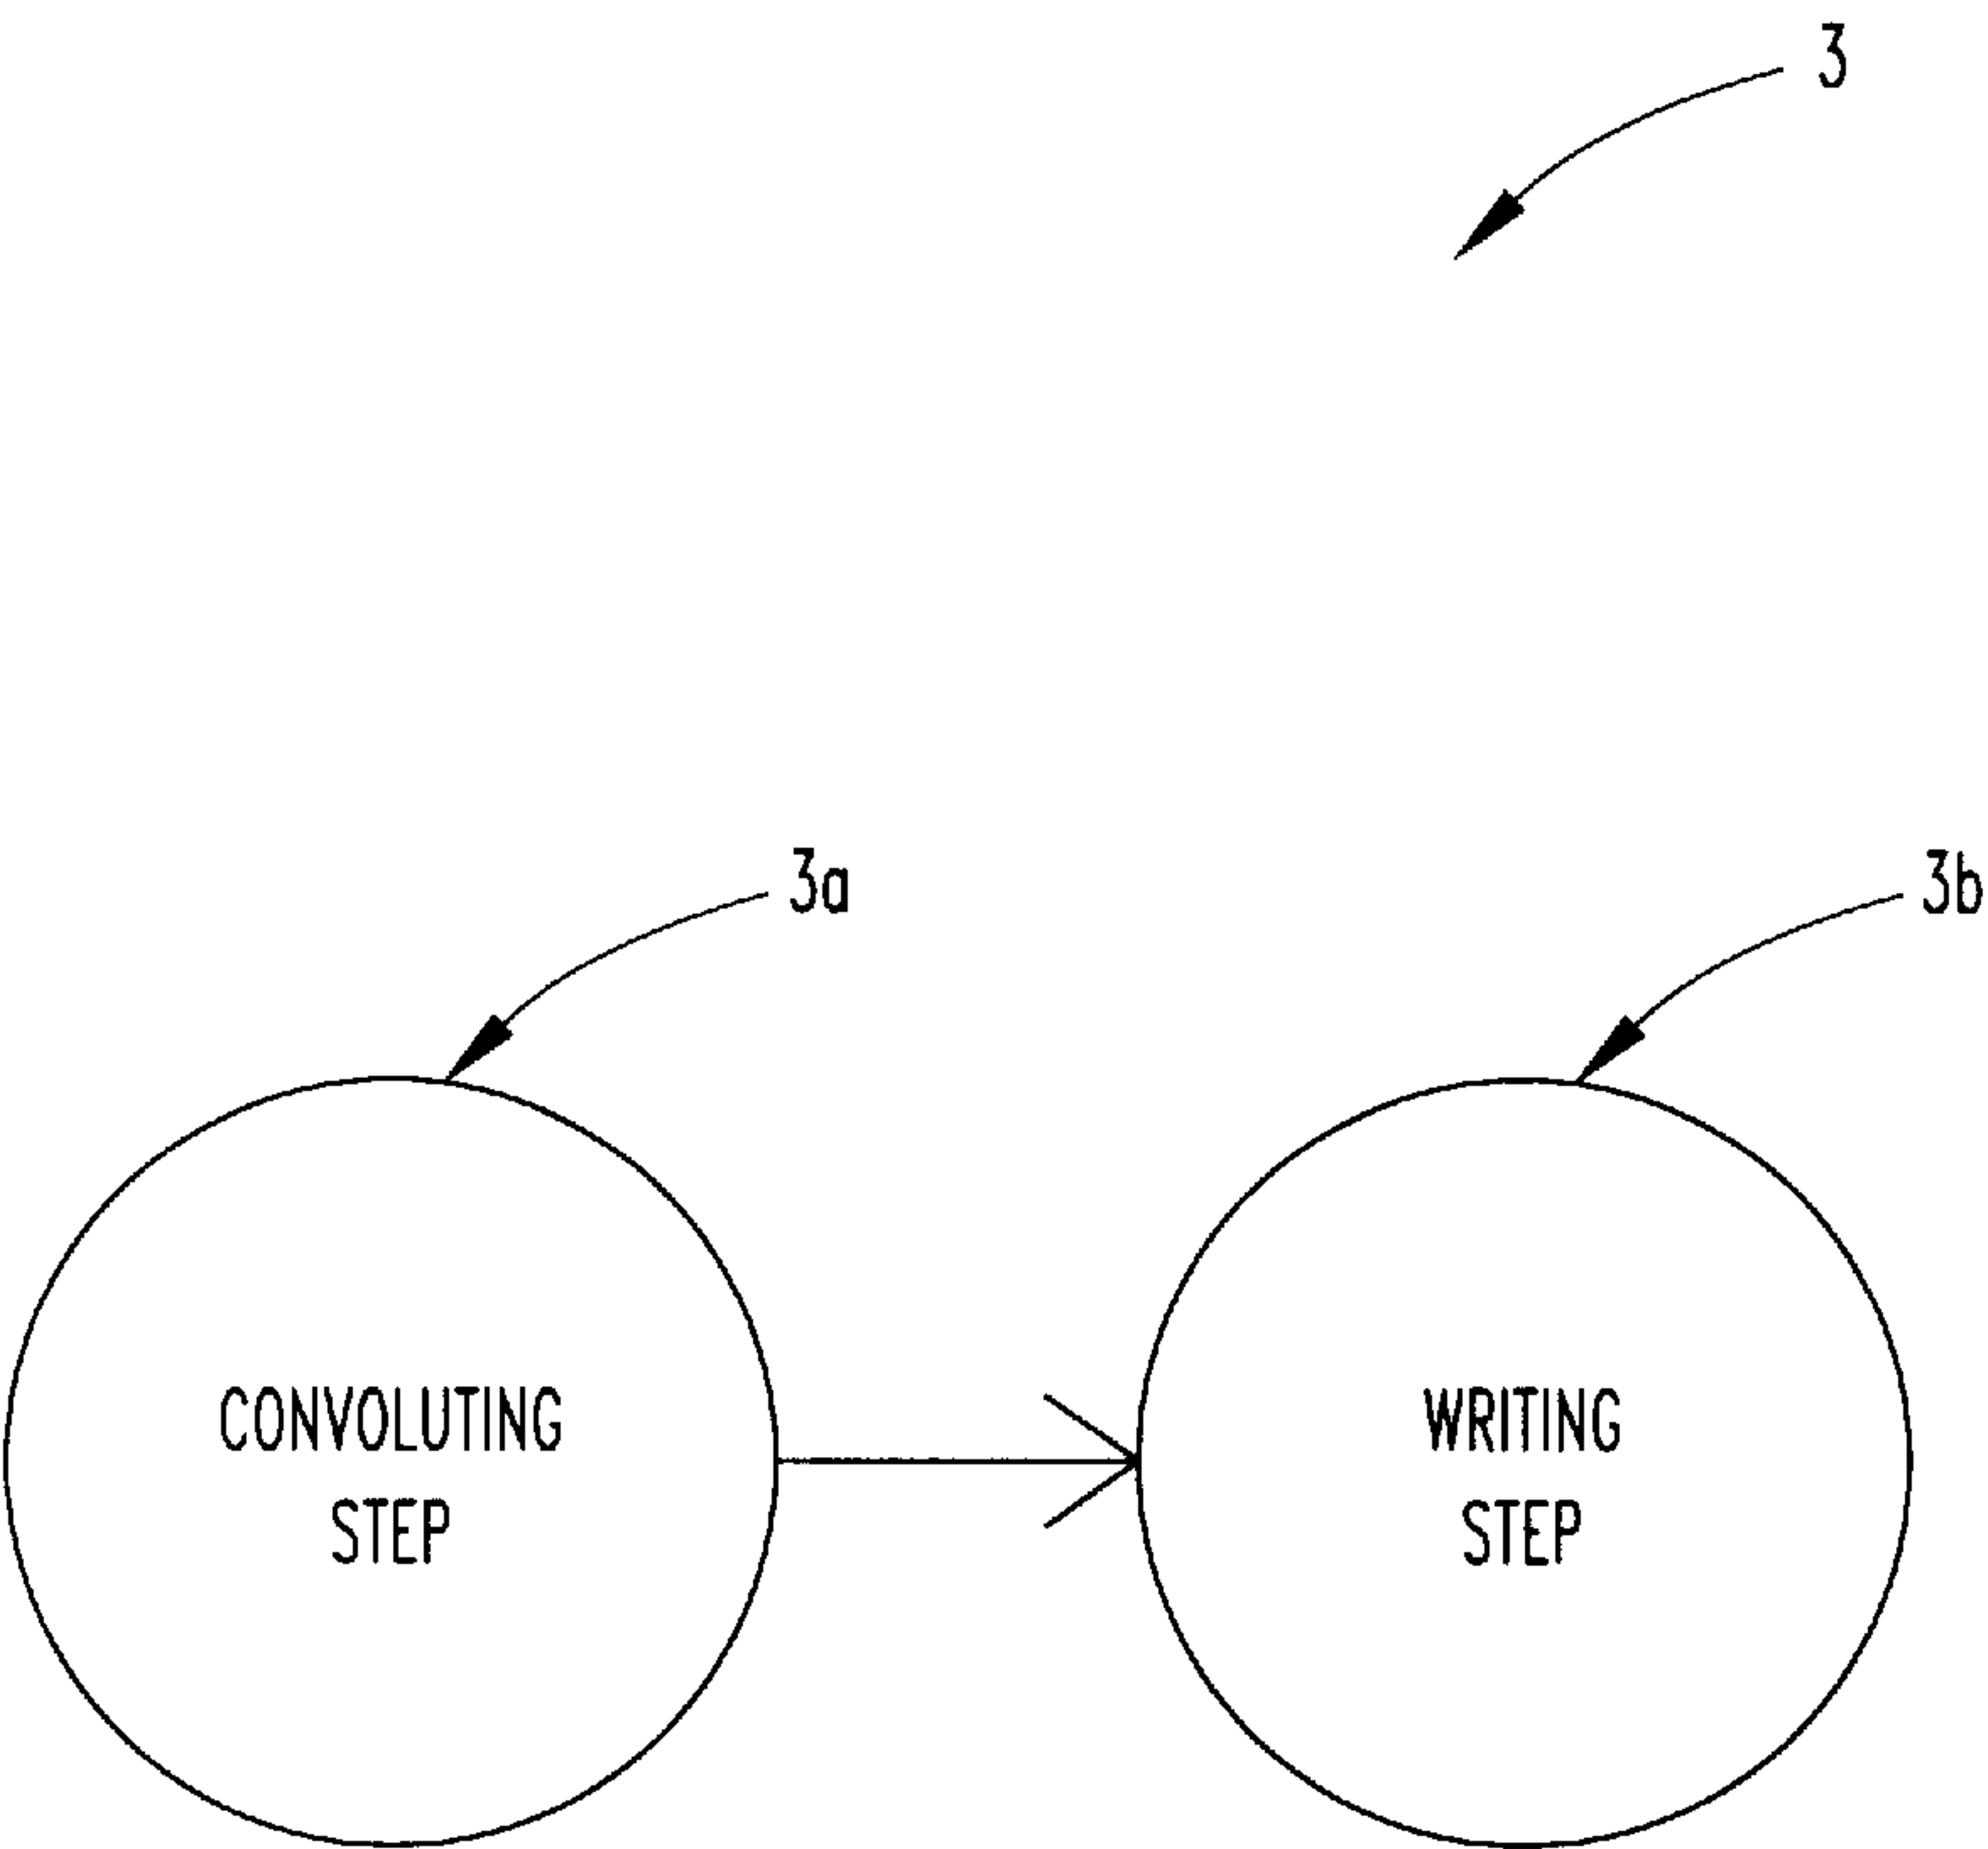 3
3a
3b
CONVOLUTING
STEP
WRITING
STEP